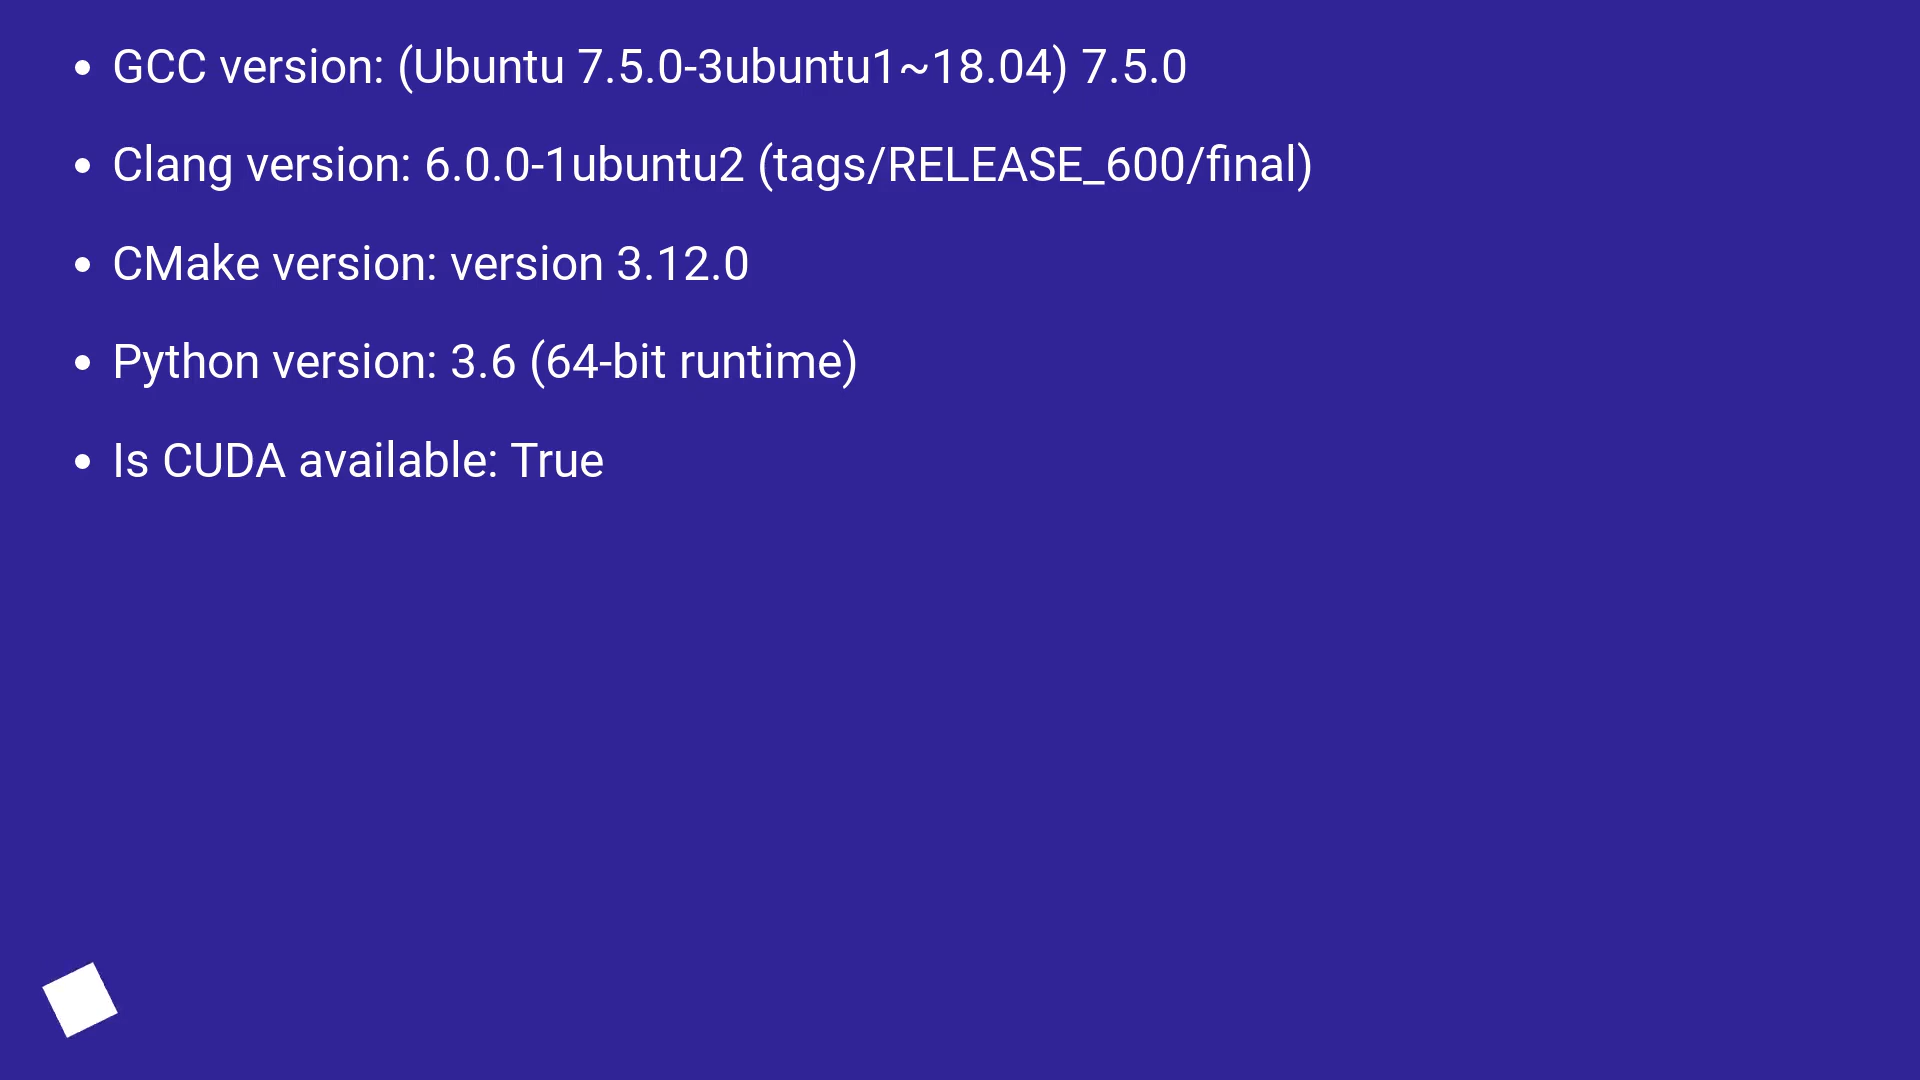 • GCC version: (Ubuntu 7.5.0-3ubuntu1~18.04) 7.5.0
• Clang version: 6.0.0-1ubuntu2 (tags/RELEASE_600/final)
• CMake version: version 3.12.0
• Python version: 3.6 (64-bit runtime)
• Is CUDA available: True